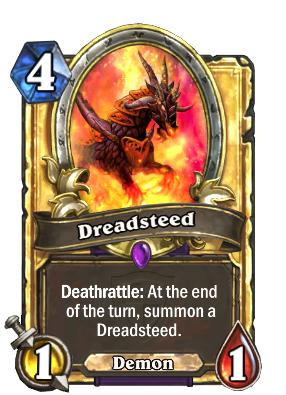 4
Dreadsteed
Deathrattle: At the end
of the turn, summon a
Dreadsteed.
1
Demon
1